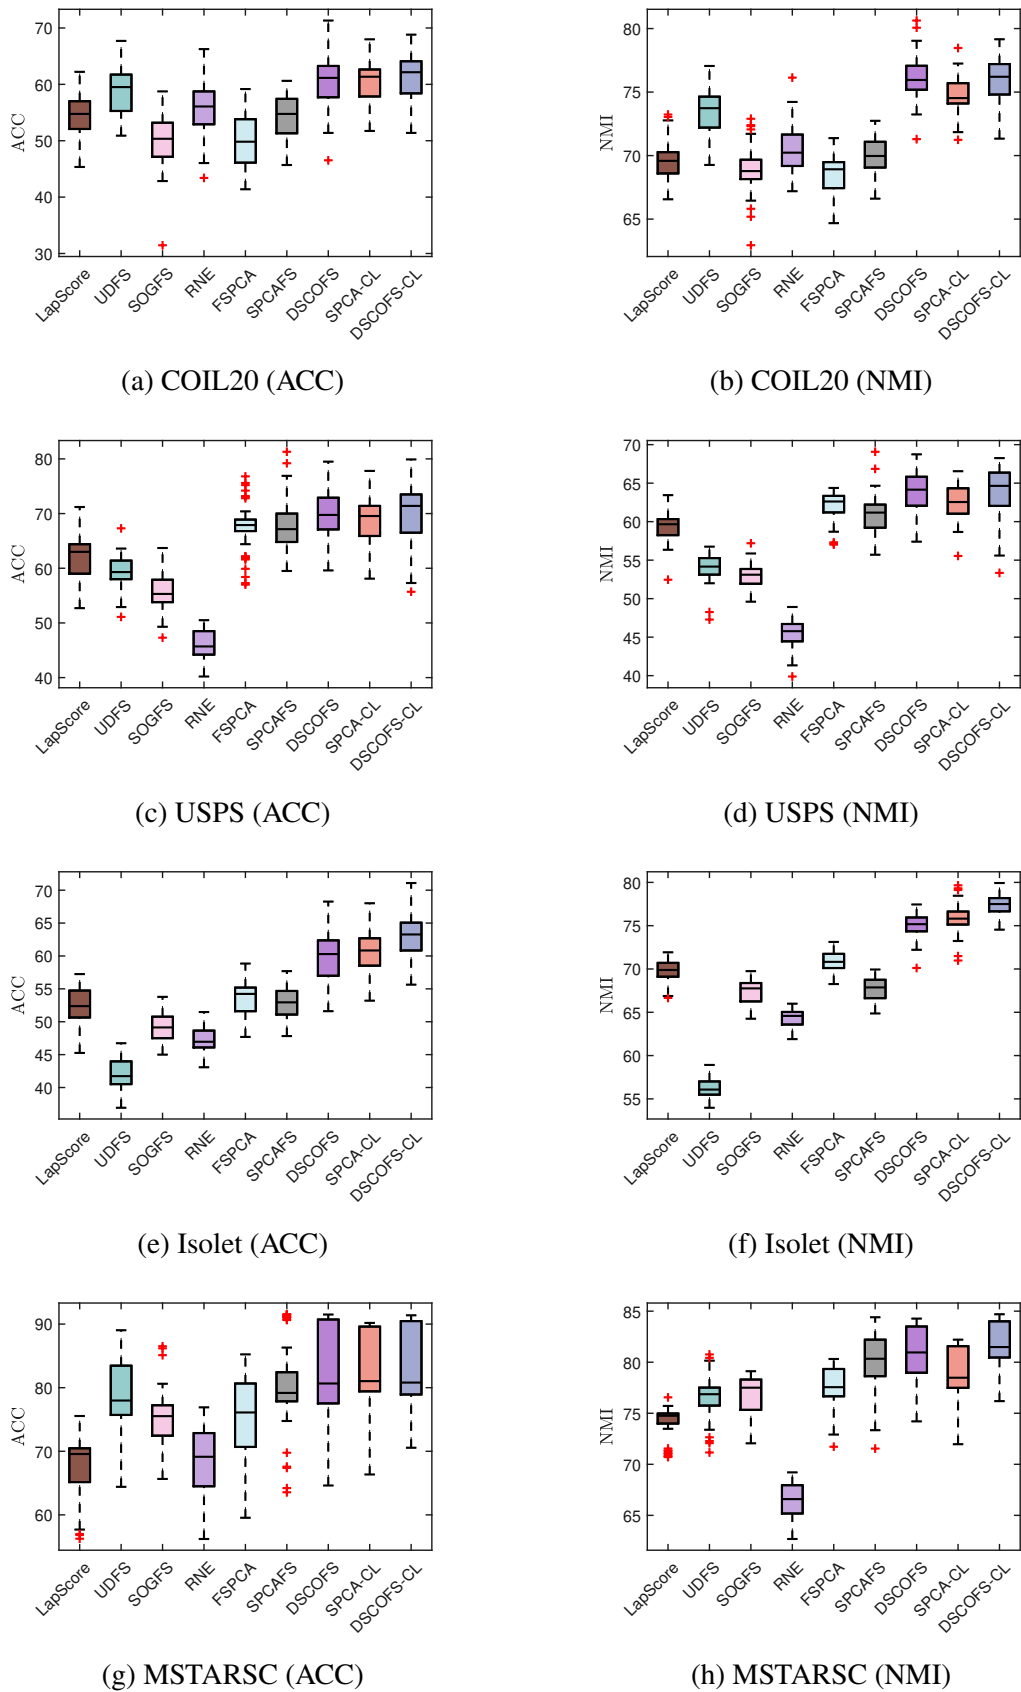 70
60
50
40
30
ACC
LapScore
UDFS
SOGFS
RNE
FSPCA
SPCAFS
DSCOFS
SPCA-CL
DSCOFS-CL
(a) COIL20 (ACC)
80
75
70
65
NMI
LapScore
UDFS
SOGFS
RNE
FSPCA
SPCAFS
DSCOFS
SPCA-CL
DSCOFS-CL
(b) COIL20 (NMI)
80
70
60
50
40
ACC
LapScore
UDFS
SOGFS
RNE
FSPCA
SPCAFS
DSCOFS
SPCA-CL
DSCOFS-CL
(c) USPS (ACC)
70
65
60
55
50
45
40
NMI
LapScore
UDFS
SOGFS
RNE
FSPCA
SPCAFS
DSCOFS
SPCA-CL
DSCOFS-CL
(d) USPS (NMI)
70
65
60
55
50
45
40
ACC
LapScore
UDFS
SOGFS
RNE
FSPCA
SPCAFS
DSCOFS
SPCA-CL
DSCOFS-CL
(e) Isolet (ACC)
80
75
70
65
60
55
NMI
LapScore
UDFS
SOGFS
RNE
FSPCA
SPCAFS
DSCOFS
SPCA-CL
DSCOFS-CL
(f) Isolet (NMI)
90
80
70
60
ACC
LapScore
UDFS
SOGFS
RNE
FSPCA
SPCAFS
DSCOFS
SPCA-CL
DSCOFS-CL
(g) MSTARSC (ACC)
85
80
75
70
65
NMI
LapScore
UDFS
SOGFS
RNE
FSPCA
SPCAFS
DSCOFS
SPCA-CL
DSCOFS-CL
(h) MSTARSC (NMI)